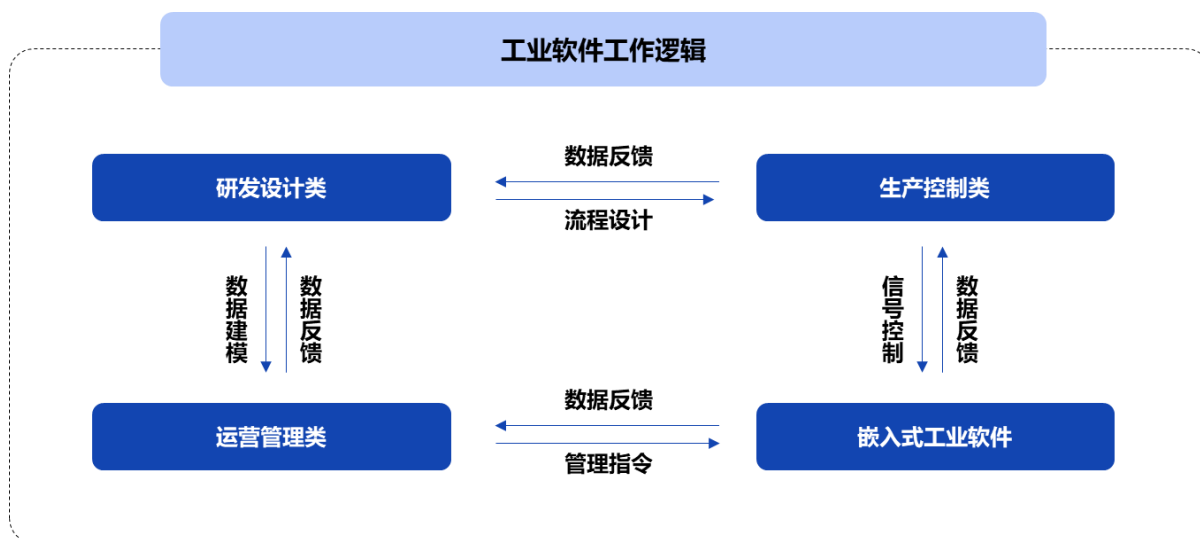 工业软件工作逻辑
数据反馈
研发设计类
生产控制类
流程设计
数据建模
数据反馈
信号控制
数据反馈
数据反馈
运营管理类
嵌入式工业软件
管理指令